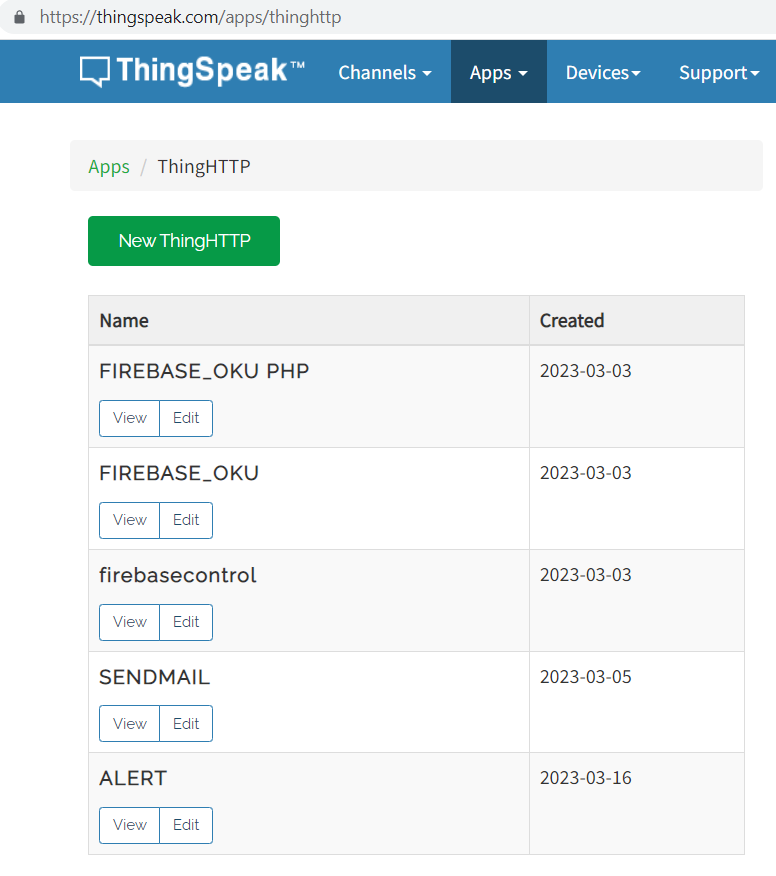 https://thingspeak.com/apps/thinghttp
ThingSpeak™ Channels Apps Devices Support
Apps / ThingHTTP
New ThingHTTP
Name Created
FIREBASE_OKU PHP 2023-03-03
View Edit
FIREBASE_OKU 2023-03-03
View Edit
firebasecontrol 2023-03-03
View Edit
SENDMAIL 2023-03-05
View Edit
ALERT 2023-03-16
View Edit